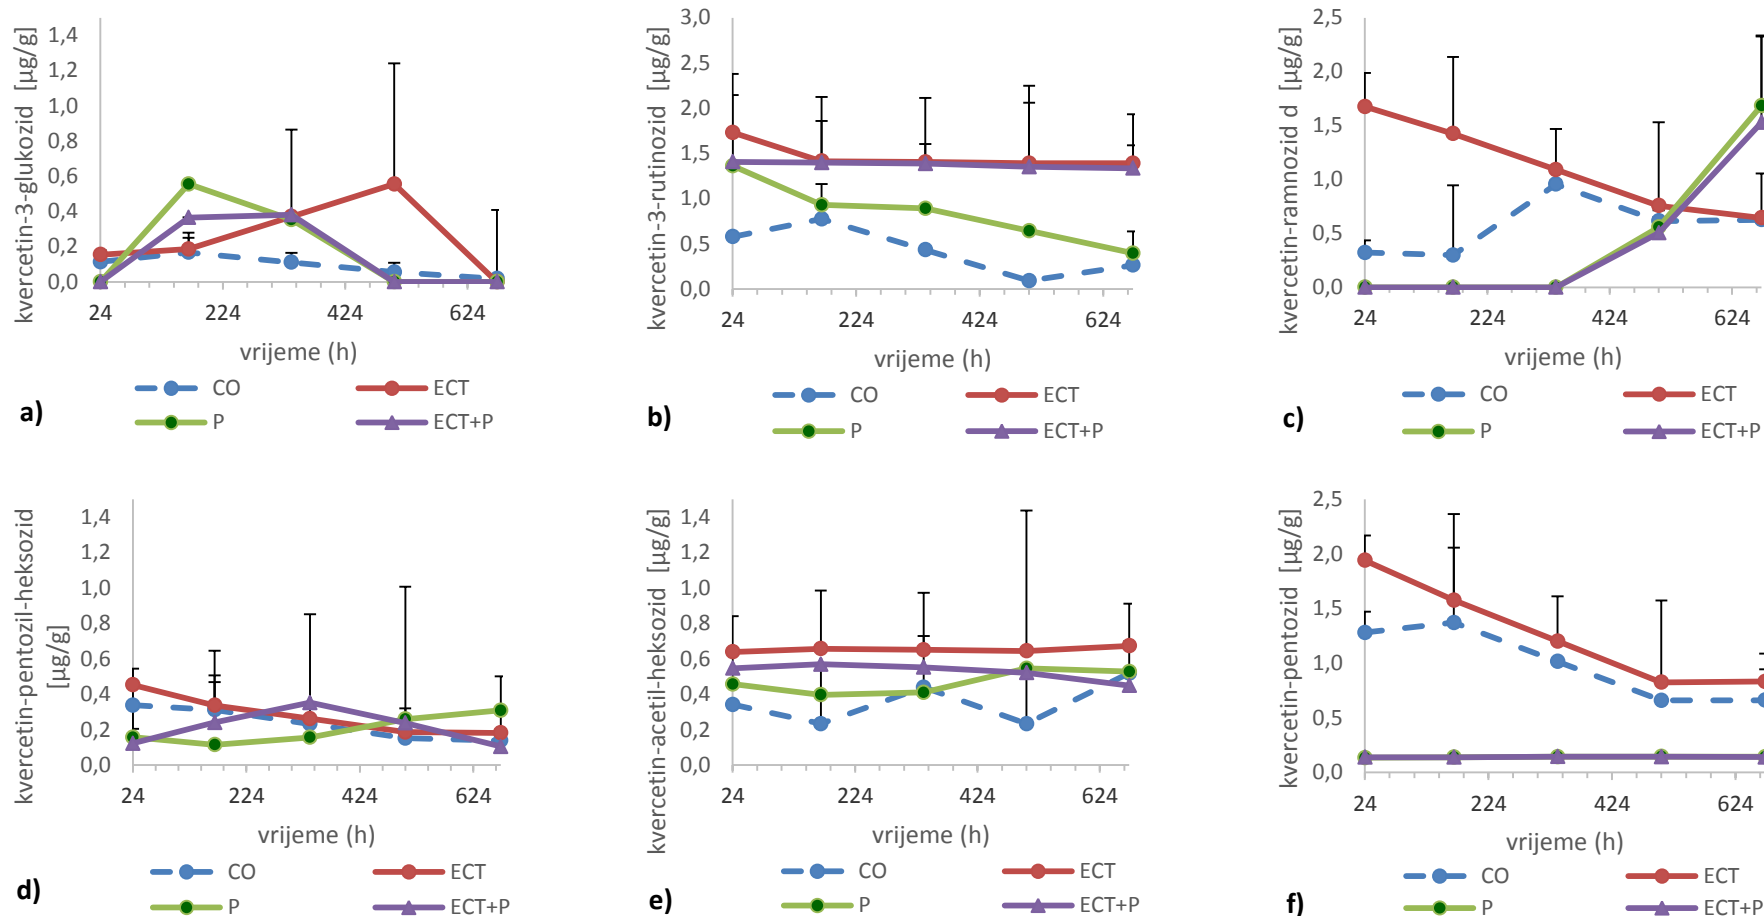 kvercetin-3-glukozid [µg/g]
1,4
1,2
1,0
0,8
0,6
0,4
0,2
0,0
24 224 424 624
vrijeme (h)
CO ECT
P ECT+P
a)
kvercetin-3-rutinozid [µg/g]
3,0
2,5
2,0
1,5
1,0
0,5
0,0
24 224 424 624
vrijeme (h)
CO ECT
P ECT+P
b)
kvercetin-ramnozid d [µg/g]
2,5
2,0
1,5
1,0
0,5
0,0
24 224 424 624
vrijeme (h)
CO ECT
P ECT+P
c)
kvercetin-pentozil-heksozid
[µg/g]
1,4
1,2
1,0
0,8
0,6
0,4
0,2
0,0
24 224 424 624
vrijeme (h)
CO ECT
P ECT+P
d)
kvercetin-acetil-heksozid [µg/g]
1,4
1,2
1,0
0,8
0,6
0,4
0,2
0,0
24 224 424 624
vrijeme (h)
CO ECT
P ECT+P
e)
kvercetin-pentozid [µg/g]
2,5
2,0
1,5
1,0
0,5
0,0
24 224 424 624
vrijeme (h)
CO ECT
P ECT+P
f)